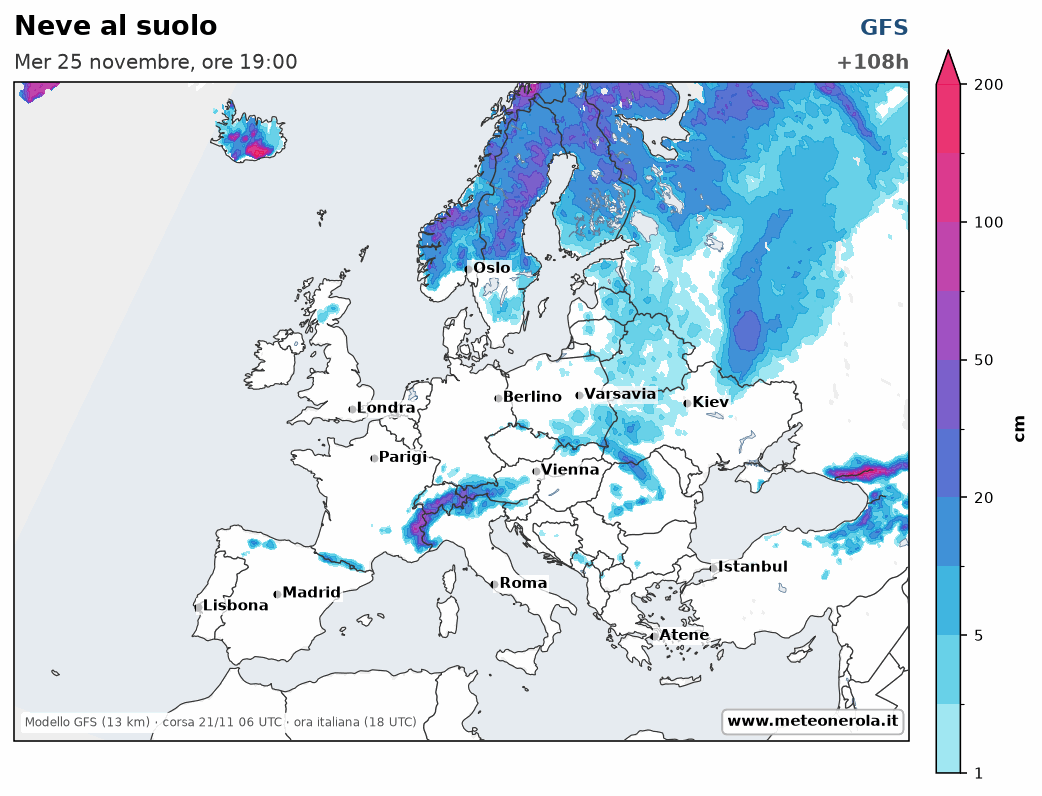 Neve al suolo
GFS
Mer 25 novembre, ore 19:00
+108h
200
100
50
20
5
1
cm
Oslo
Londra
Berlino
Varsavia
Kiev
Parigi
Vienna
Istanbul
Roma
Madrid
Lisbona
Atene
Modello GFS (13 km) · corsa 21/11 06 UTC · ora italiana (18 UTC)
www.meteonerola.it